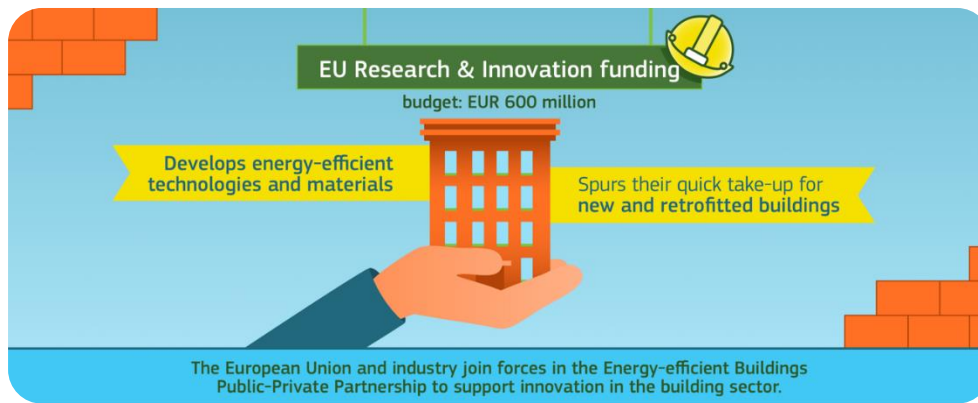 EU Research & Innovation funding
budget: EUR 600 million
Develops energy-efficient
technologies and materials
Spurs their quick take-up for
new and retrofitted buildings
The European Union and industry join forces in the Energy-efficient Buildings
Public-Private Partnership to support innovation in the building sector.